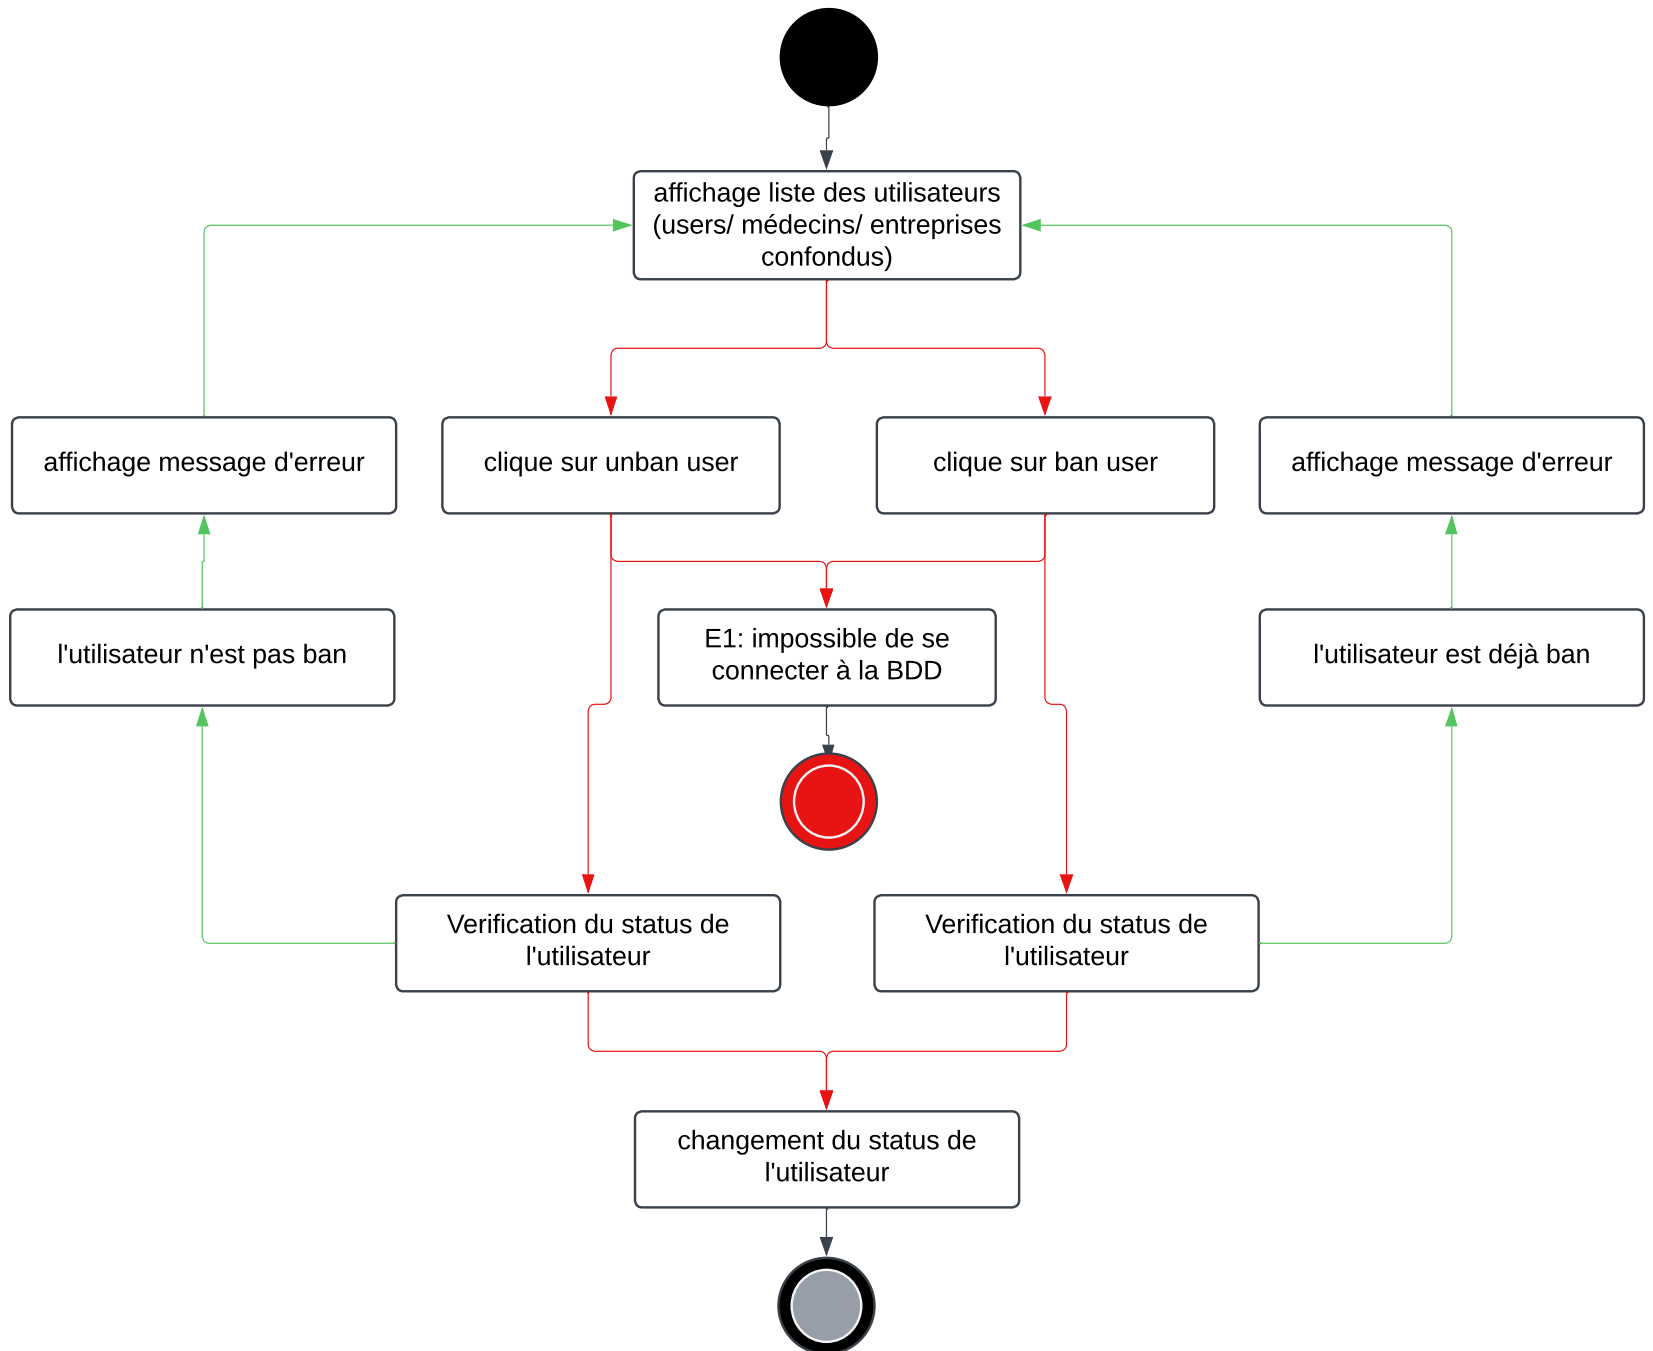 affichage liste des utilisateurs
(users/ médecins/ entreprises
confondus)
affichage message d'erreur
clique sur unban user
clique sur ban user
affichage message d'erreur
l'utilisateur n'est pas ban
E1: impossible de se
connecter à la BDD
l'utilisateur est déjà ban
Verification du status de
l'utilisateur
Verification du status de
l'utilisateur
changement du status de
l'utilisateur